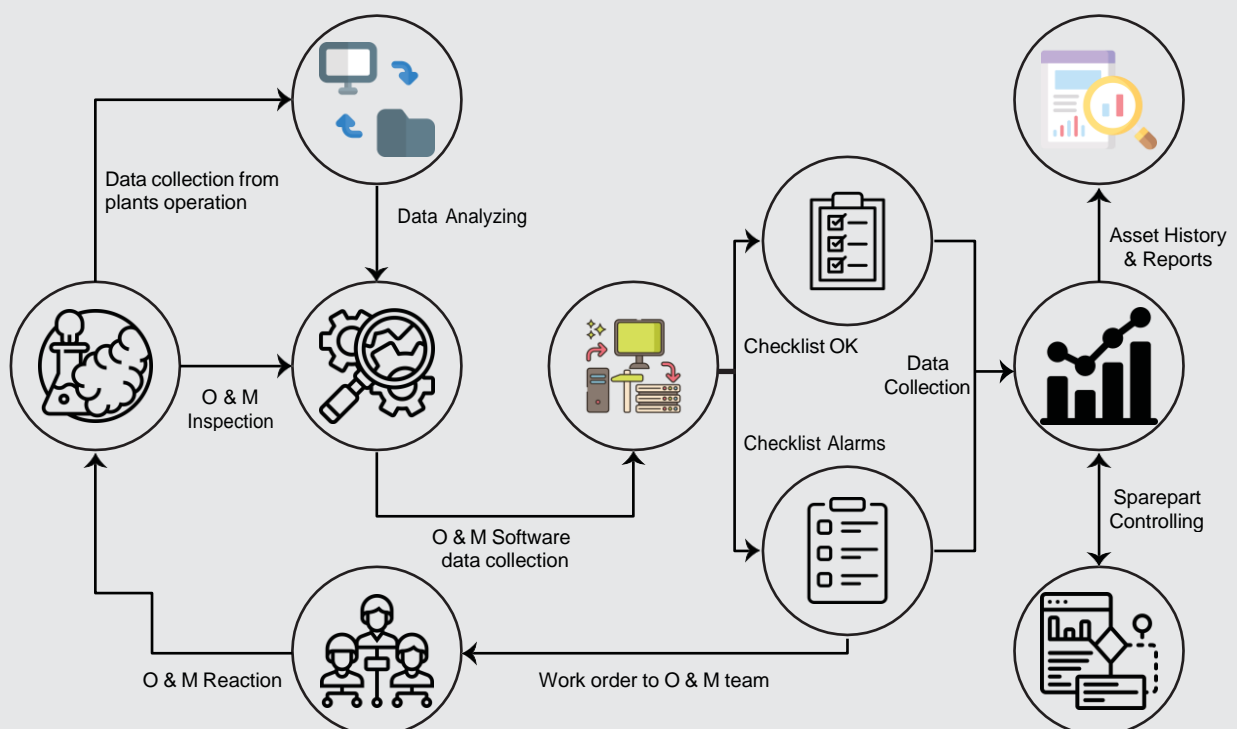 Data collection from
plants operation
Data Analyzing
Asset History
& Reports
Checklist OK
Data
Collection
O & M
Inspection
Checklist Alarms
Sparepart
Controlling
O & M Software
data collection
O & M Reaction
Work order to O & M team